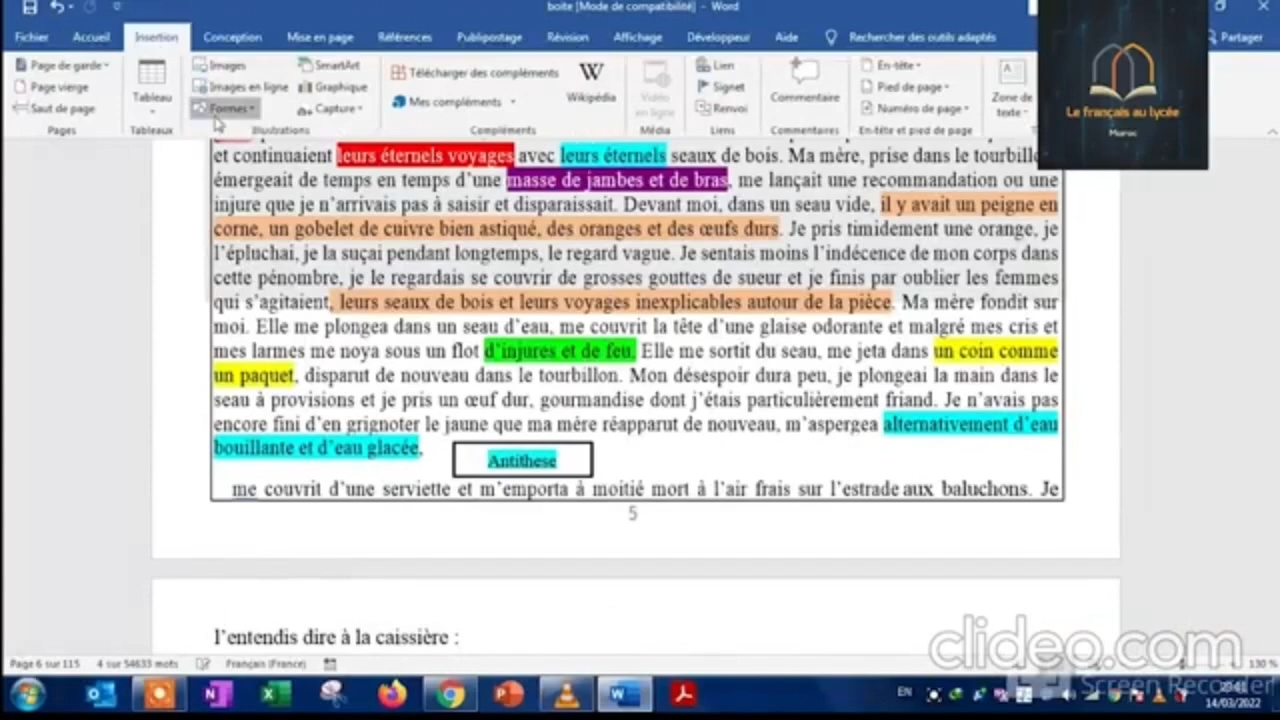 boite [Mode de compatibilité] - Word
Fichier Accueil Insertion Conception Mise en page Références Publipostage Révision Affichage Développeur Aide Rechercher des outils adaptés Partager
Page de garde Images SmartArt Télécharger des compléments Lien En-tête
Page vierge Tableau Images en ligne Graphique Wikipédia Vidéo en ligne Signet Commentaire Pied de page Zone de texte
Saut de page Formes Capture Mes compléments Renvoi Numéro de page
Pages Tableaux Illustrations Compléments Média Liens Commentaires En-tête et pied de page
Le français au lycée
Maroc
et continuaient leurs éternels voyages avec leurs éternels seaux de bois. Ma mère, prise dans le
émergeait de temps en temps d'une masse de jambes et de bras, me lançait une recommandation ou une
injure que je n'arrivais pas à saisir et disparaissait. Devant moi, dans un seau vide, il y avait un peigne en
corne, un gobelet de cuivre bien astiqué, des oranges et des œufs durs. Je pris timidement une orange, je
l'épluchai, je la suçai pendant longtemps, le regard vague. Je sentais moins l'indécence de mon corps dans
cette pénombre, je le regardais se couvrir de grosses gouttes de sueur et je finis par oublier les femmes
qui s'agitaient, leurs seaux de bois et leurs voyages inexplicables autour de la pièce. Ma mère fondit sur
moi. Elle me plongea dans un seau d'eau, me couvrit la tête d'une glaise odorante et malgré mes cris et
mes larmes me noya sous un flot d'injures et de feu. Elle me sortit du seau, me jeta dans un coin comme
un paquet, disparut de nouveau dans le tourbillon. Mon désespoir dura peu, je plongeai la main dans le
seau à provisions et je pris un œuf dur, gourmandise dont j'étais particulièrement friand. Je n'avais pas
encore fini d'en grignoter le jaune que ma mère réapparut de nouveau, m'aspergea alternativement d'eau
bouillante et d'eau glacée,
Antithese
me couvrit d'une serviette et m'emporta à moitié mort à l'air frais sur l'estrade aux baluchons. Je
5
l'entendis dire à la caissière :
clideo.com
Page 6 sur 115 4 sur 54633 mots Français (France) 130 %
Screen Recorder
EN
14/03/2022